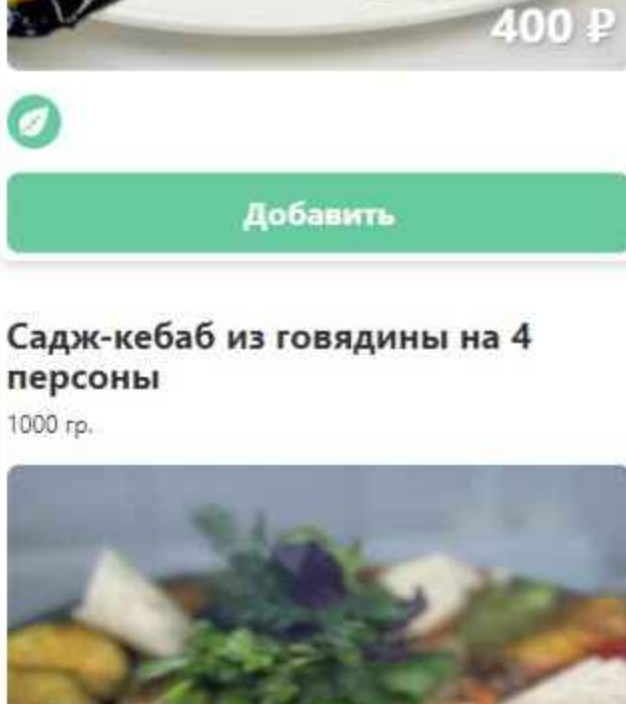 400 ₽
Добавить
Садж-кебаб из говядины на 4
персоны
1000 гр.